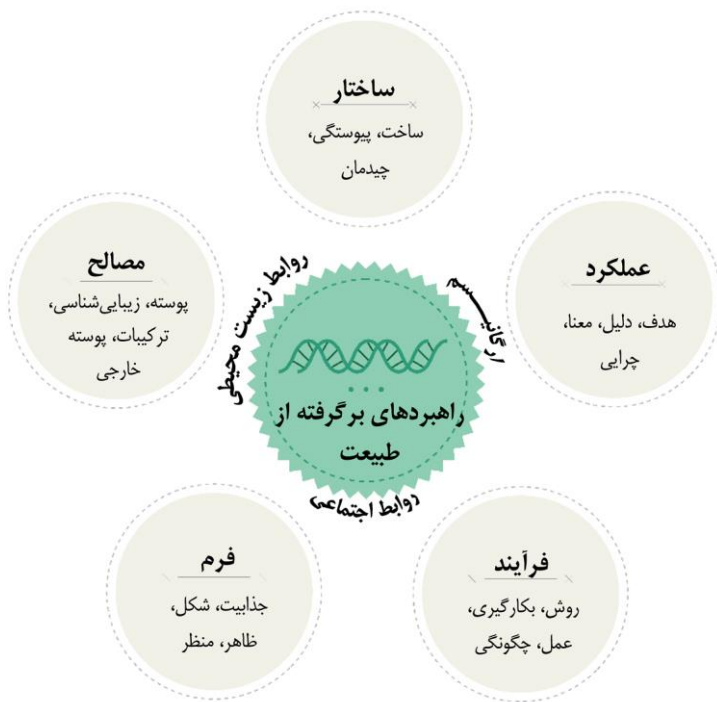 ساختار
ساخت، پیوستگی،
چیدمان
عملکرد
هدف، دلیل، معنا،
چرایی
مصالح
پوسته، زیبایی‌شناسی،
ترکیبات، پوسته
خارجی
روابط زیست محیطی
ارگانیـــسم
راهبردهای برگرفته از
طبیعت
روابط اجتماعی
فرآیند
روش، بکارگیری،
عمل، چگونگی
فرم
جذابیت، شکل،
ظاهر، منظر